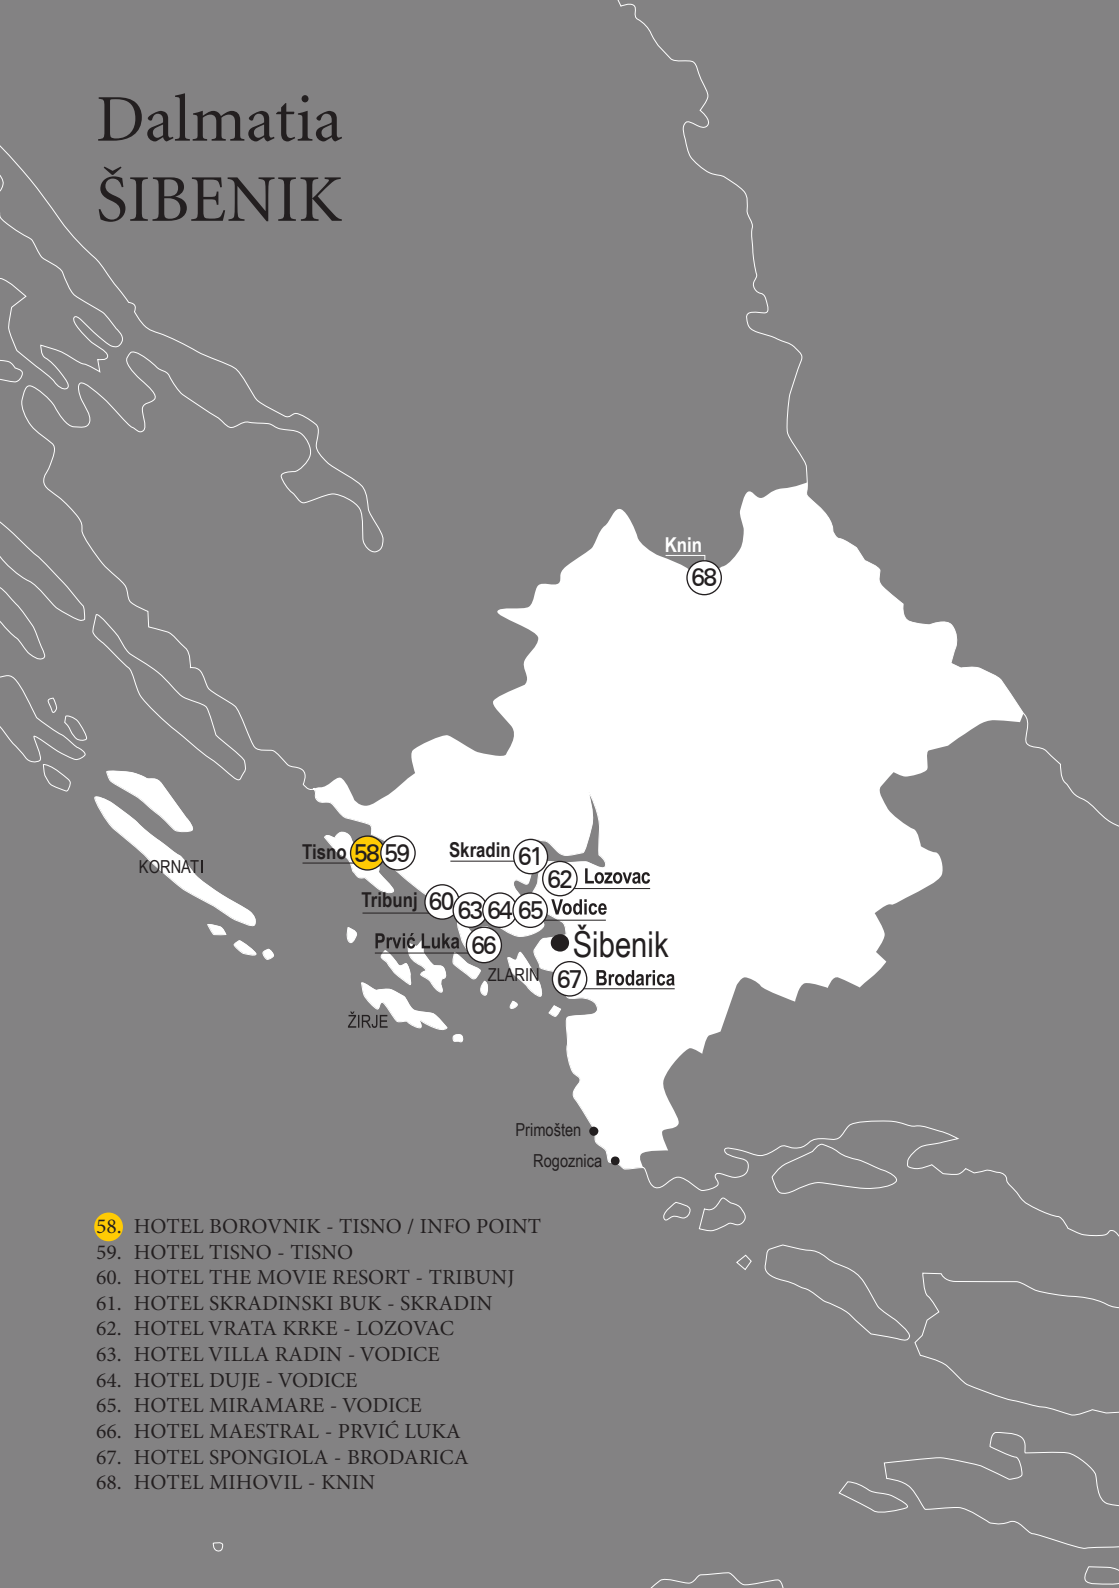 Dalmatia
ŠIBENIK
Knin
68
Tisno 58 59
Skradin 61
KORNATI
62 Lozovac
Tribunj 60 63 64 65 Vodice
Prvić Luka 66
Šibenik
ZLARIN
67 Brodarica
ŽIRJE
Primošten
Rogoznica
58. HOTEL BOROVNIK - TISNO / INFO POINT
59. HOTEL TISNO - TISNO
60. HOTEL THE MOVIE RESORT - TRIBUNJ
61. HOTEL SKRADINSKI BUK - SKRADIN
62. HOTEL VRATA KRKE - LOZOVAC
63. HOTEL VILLA RADIN - VODICE
64. HOTEL DUJE - VODICE
65. HOTEL MIRAMARE - VODICE
66. HOTEL MAESTRAL - PRVIĆ LUKA
67. HOTEL SPONGIOLA - BRODARICA
68. HOTEL MIHOVIL - KNIN